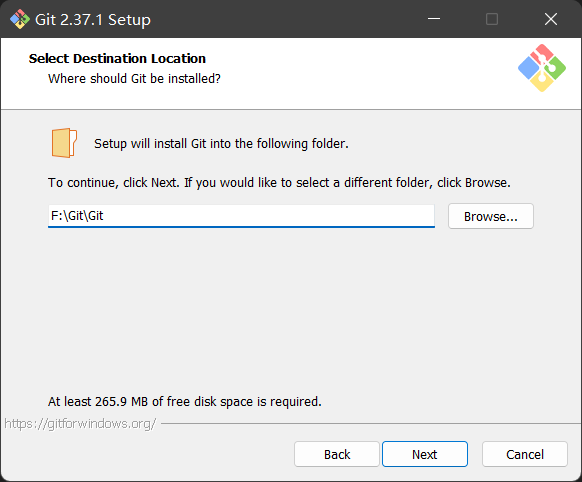 Git 2.37.1 Setup
Select Destination Location
Where should Git be installed?
Setup will install Git into the following folder.
To continue, click Next. If you would like to select a different folder, click Browse.
F:\Git\Git
Browse...
At least 265.9 MB of free disk space is required.
https://gitforwindows.org/
Back
Next
Cancel